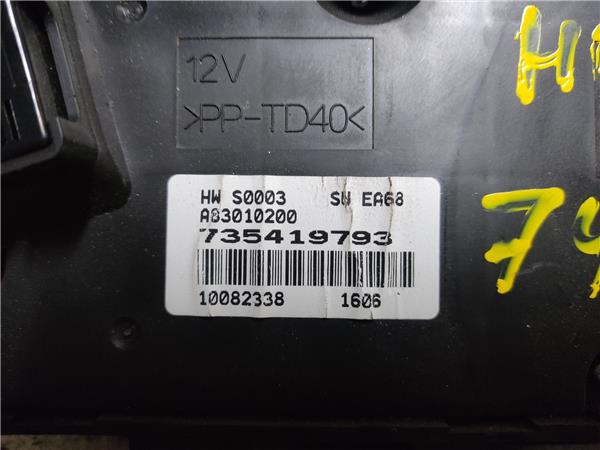 12V
>PP-TD40<
HW S0003 SW EA68
A83010200
735419793
10082338 1606